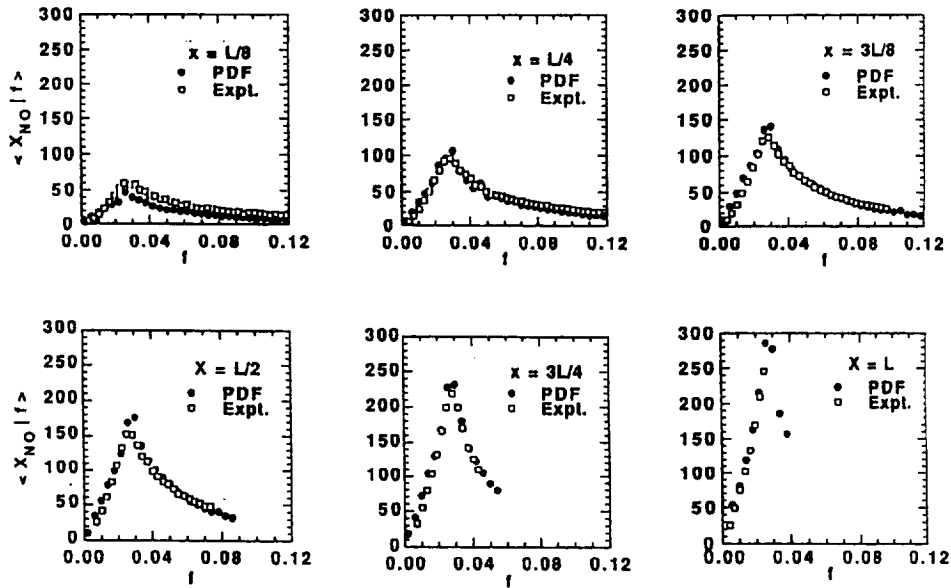 < X_NO | f >
300
250
200
150
100
50
0
X = L/8
PDF
Expt.
0.00 0.04 0.08 0.12
f
300
250
200
150
100
50
0
X = L/4
PDF
Expt.
0.00 0.04 0.08 0.12
f
300
250
200
150
100
50
0
X = 3L/8
PDF
Expt.
0.00 0.04 0.08 0.12
f
< X_NO | f >
300
250
200
150
100
50
0
X = L/2
PDF
Expt.
0.00 0.04 0.08 0.12
f
300
250
200
150
100
50
0
X = 3L/4
PDF
Expt.
0.00 0.04 0.08 0.12
f
300
250
200
150
100
50
0
X = L
PDF
Expt.
0.00 0.04 0.08 0.12
f